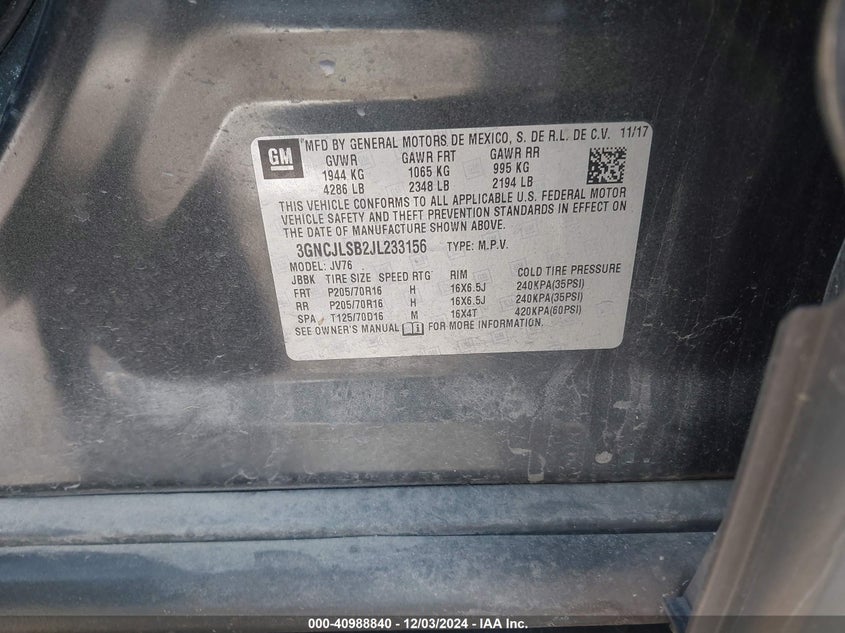 GM
MFD BY GENERAL MOTORS DE MEXICO, S. DE R.L. DE C.V. 11/17
GVWR GAWR FRT GAWR RR
1944 KG 1065 KG 995 KG
4286 LB 2348 LB 2194 LB
THIS VEHICLE CONFORMS TO ALL APPLICABLE U.S. FEDERAL MOTOR
VEHICLE SAFETY AND THEFT PREVENTION STANDARDS IN EFFECT ON
THE DATE OF MANUFACTURE SHOWN ABOVE.
3GNCJLSB2JL233156 TYPE: M.P.V.
MODEL: JV76
JBBK TIRE SIZE SPEED RTG RIM COLD TIRE PRESSURE
FRT P205/70R16 H 16X6.5J 240KPA(35PSI)
RR P205/70R16 H 16X6.5J 240KPA(35PSI)
SPA T125/70D16 M 16X4T 420KPA(60PSI)
SEE OWNER'S MANUAL FOR MORE INFORMATION.
000-40988840 - 12/03/2024 - IAA Inc.